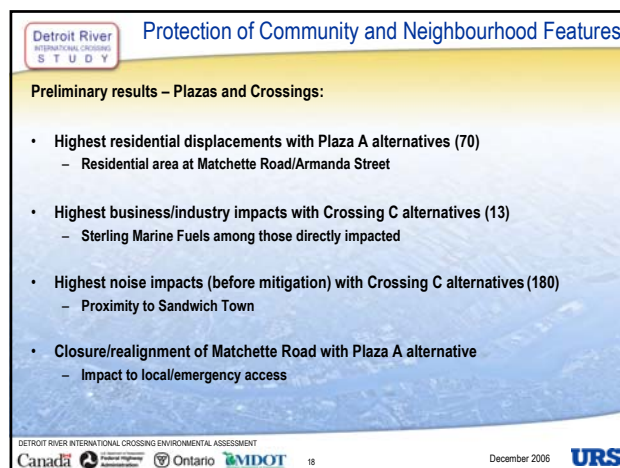 Detroit River
INTERNATIONAL CROSSING
S T U D Y
Protection of Community and Neighbourhood Features
Preliminary results – Plazas and Crossings:
• Highest residential displacements with Plaza A alternatives (70)
– Residential area at Matchette Road/Armanda Street
• Highest business/industry impacts with Crossing C alternatives (13)
– Sterling Marine Fuels among those directly impacted
• Highest noise impacts (before mitigation) with Crossing C alternatives (180)
– Proximity to Sandwich Town
• Closure/realignment of Matchette Road with Plaza A alternative
– Impact to local/emergency access
DETROIT RIVER INTERNATIONAL CROSSING ENVIRONMENTAL ASSESSMENT
Canada
Federal Highway
Administration
Ontario
MDOT
18
December 2006
URS